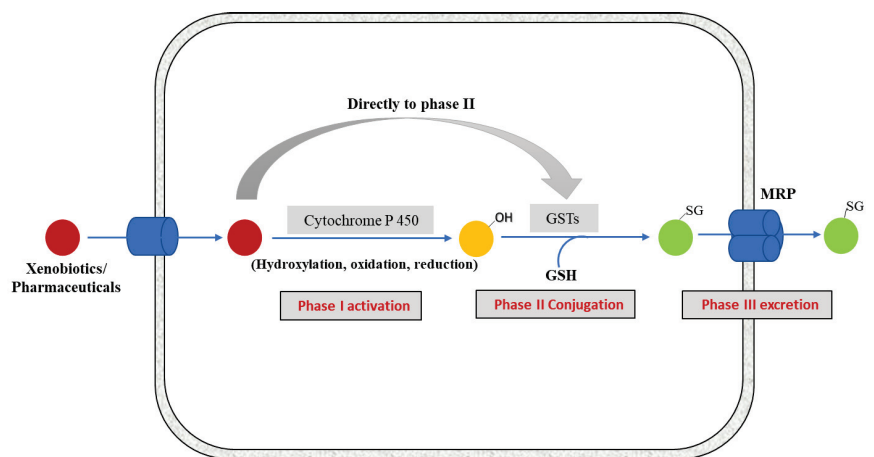 Directly to phase II
MRP
SG
SG
OH
Cytochrome P 450
GSTs
Xenobiotics/
Pharmaceuticals
(Hydroxylation, oxidation, reduction)
GSH
Phase I activation
Phase II Conjugation
Phase III excretion